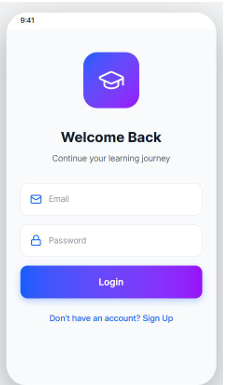 9:41
Welcome Back
Continue your learning journey
Email
Password
Login
Don't have an account? Sign Up